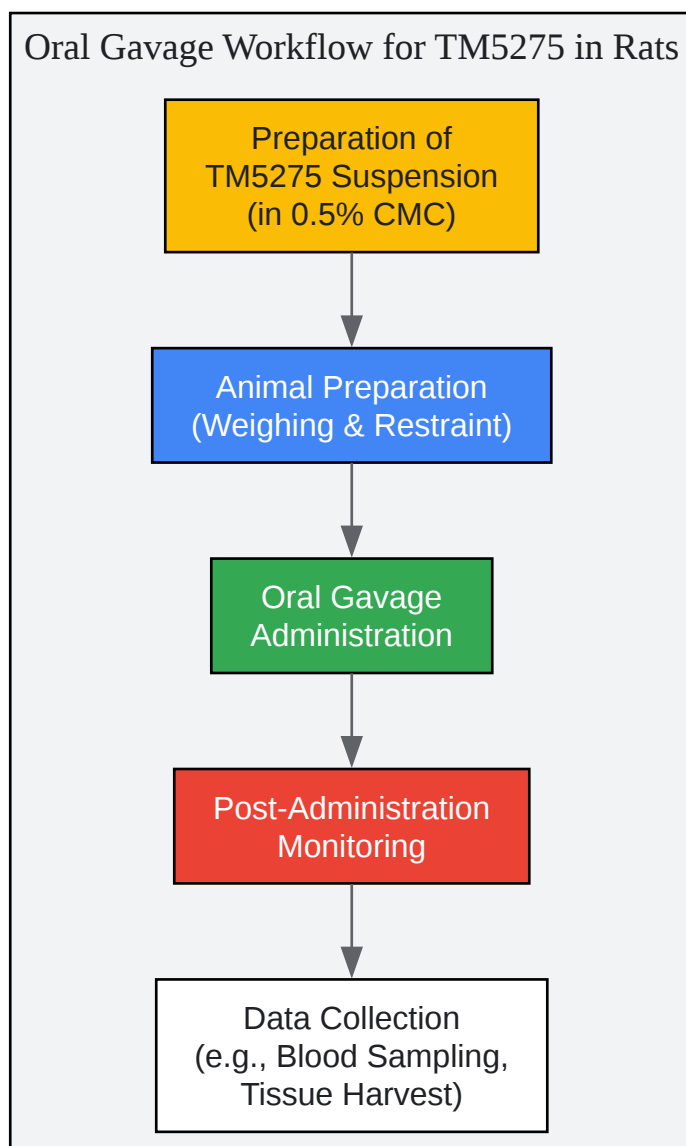 Oral Gavage Workflow for TM5275 in Rats
Preparation of
TM5275 Suspension
(in 0.5% CMC)
Animal Preparation
(Weighing & Restraint)
Oral Gavage
Administration
Post-Administration
Monitoring
Data Collection
(e.g., Blood Sampling,
Tissue Harvest)